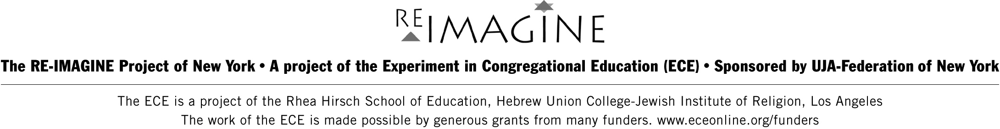 RE IMAGINE
The RE-IMAGINE Project of New York • A project of the Experiment in Congregational Education (ECE) • Sponsored by UJA-Federation of New York
The ECE is a project of the Rhea Hirsch School of Education, Hebrew Union College-Jewish Institute of Religion, Los Angeles
The work of the ECE is made possible by generous grants from many funders. www.eceonline.org/funders